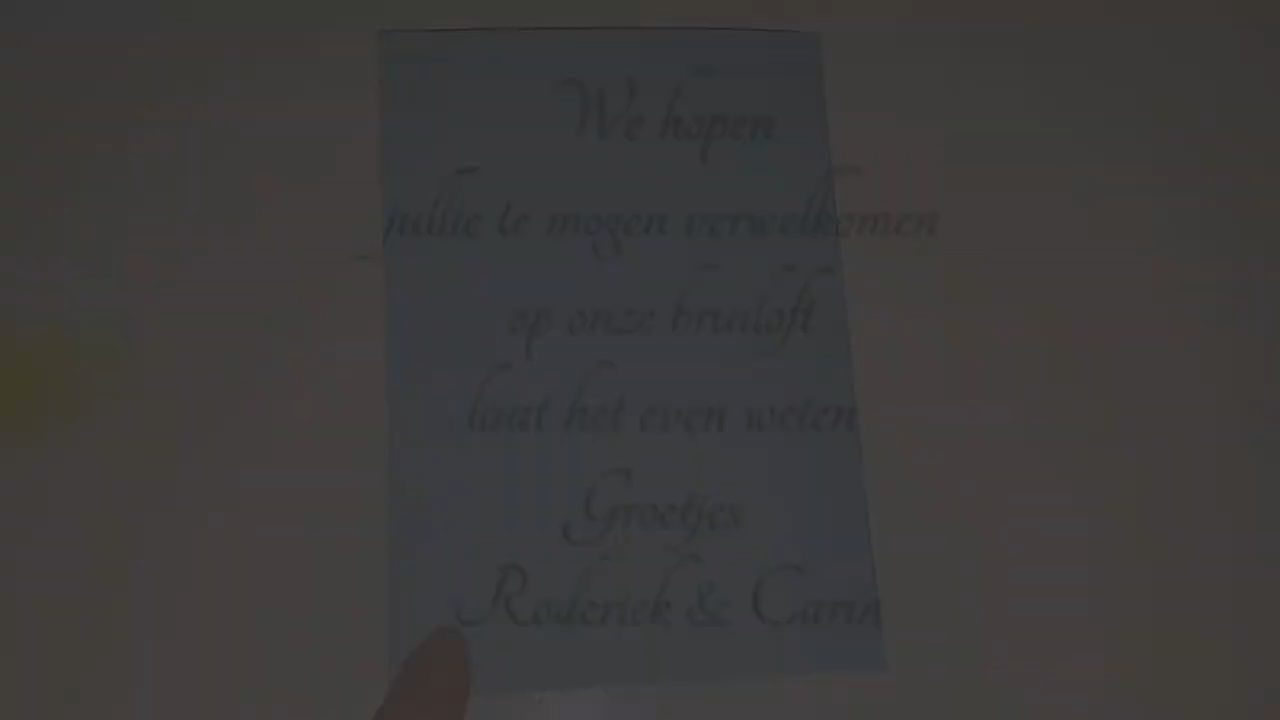 We hopen
jullie te mogen verwelkomen
op onze bruiloft
laat het even weten
Groetjes
Roderick & Carin